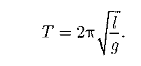 T = 2π√(l/g).